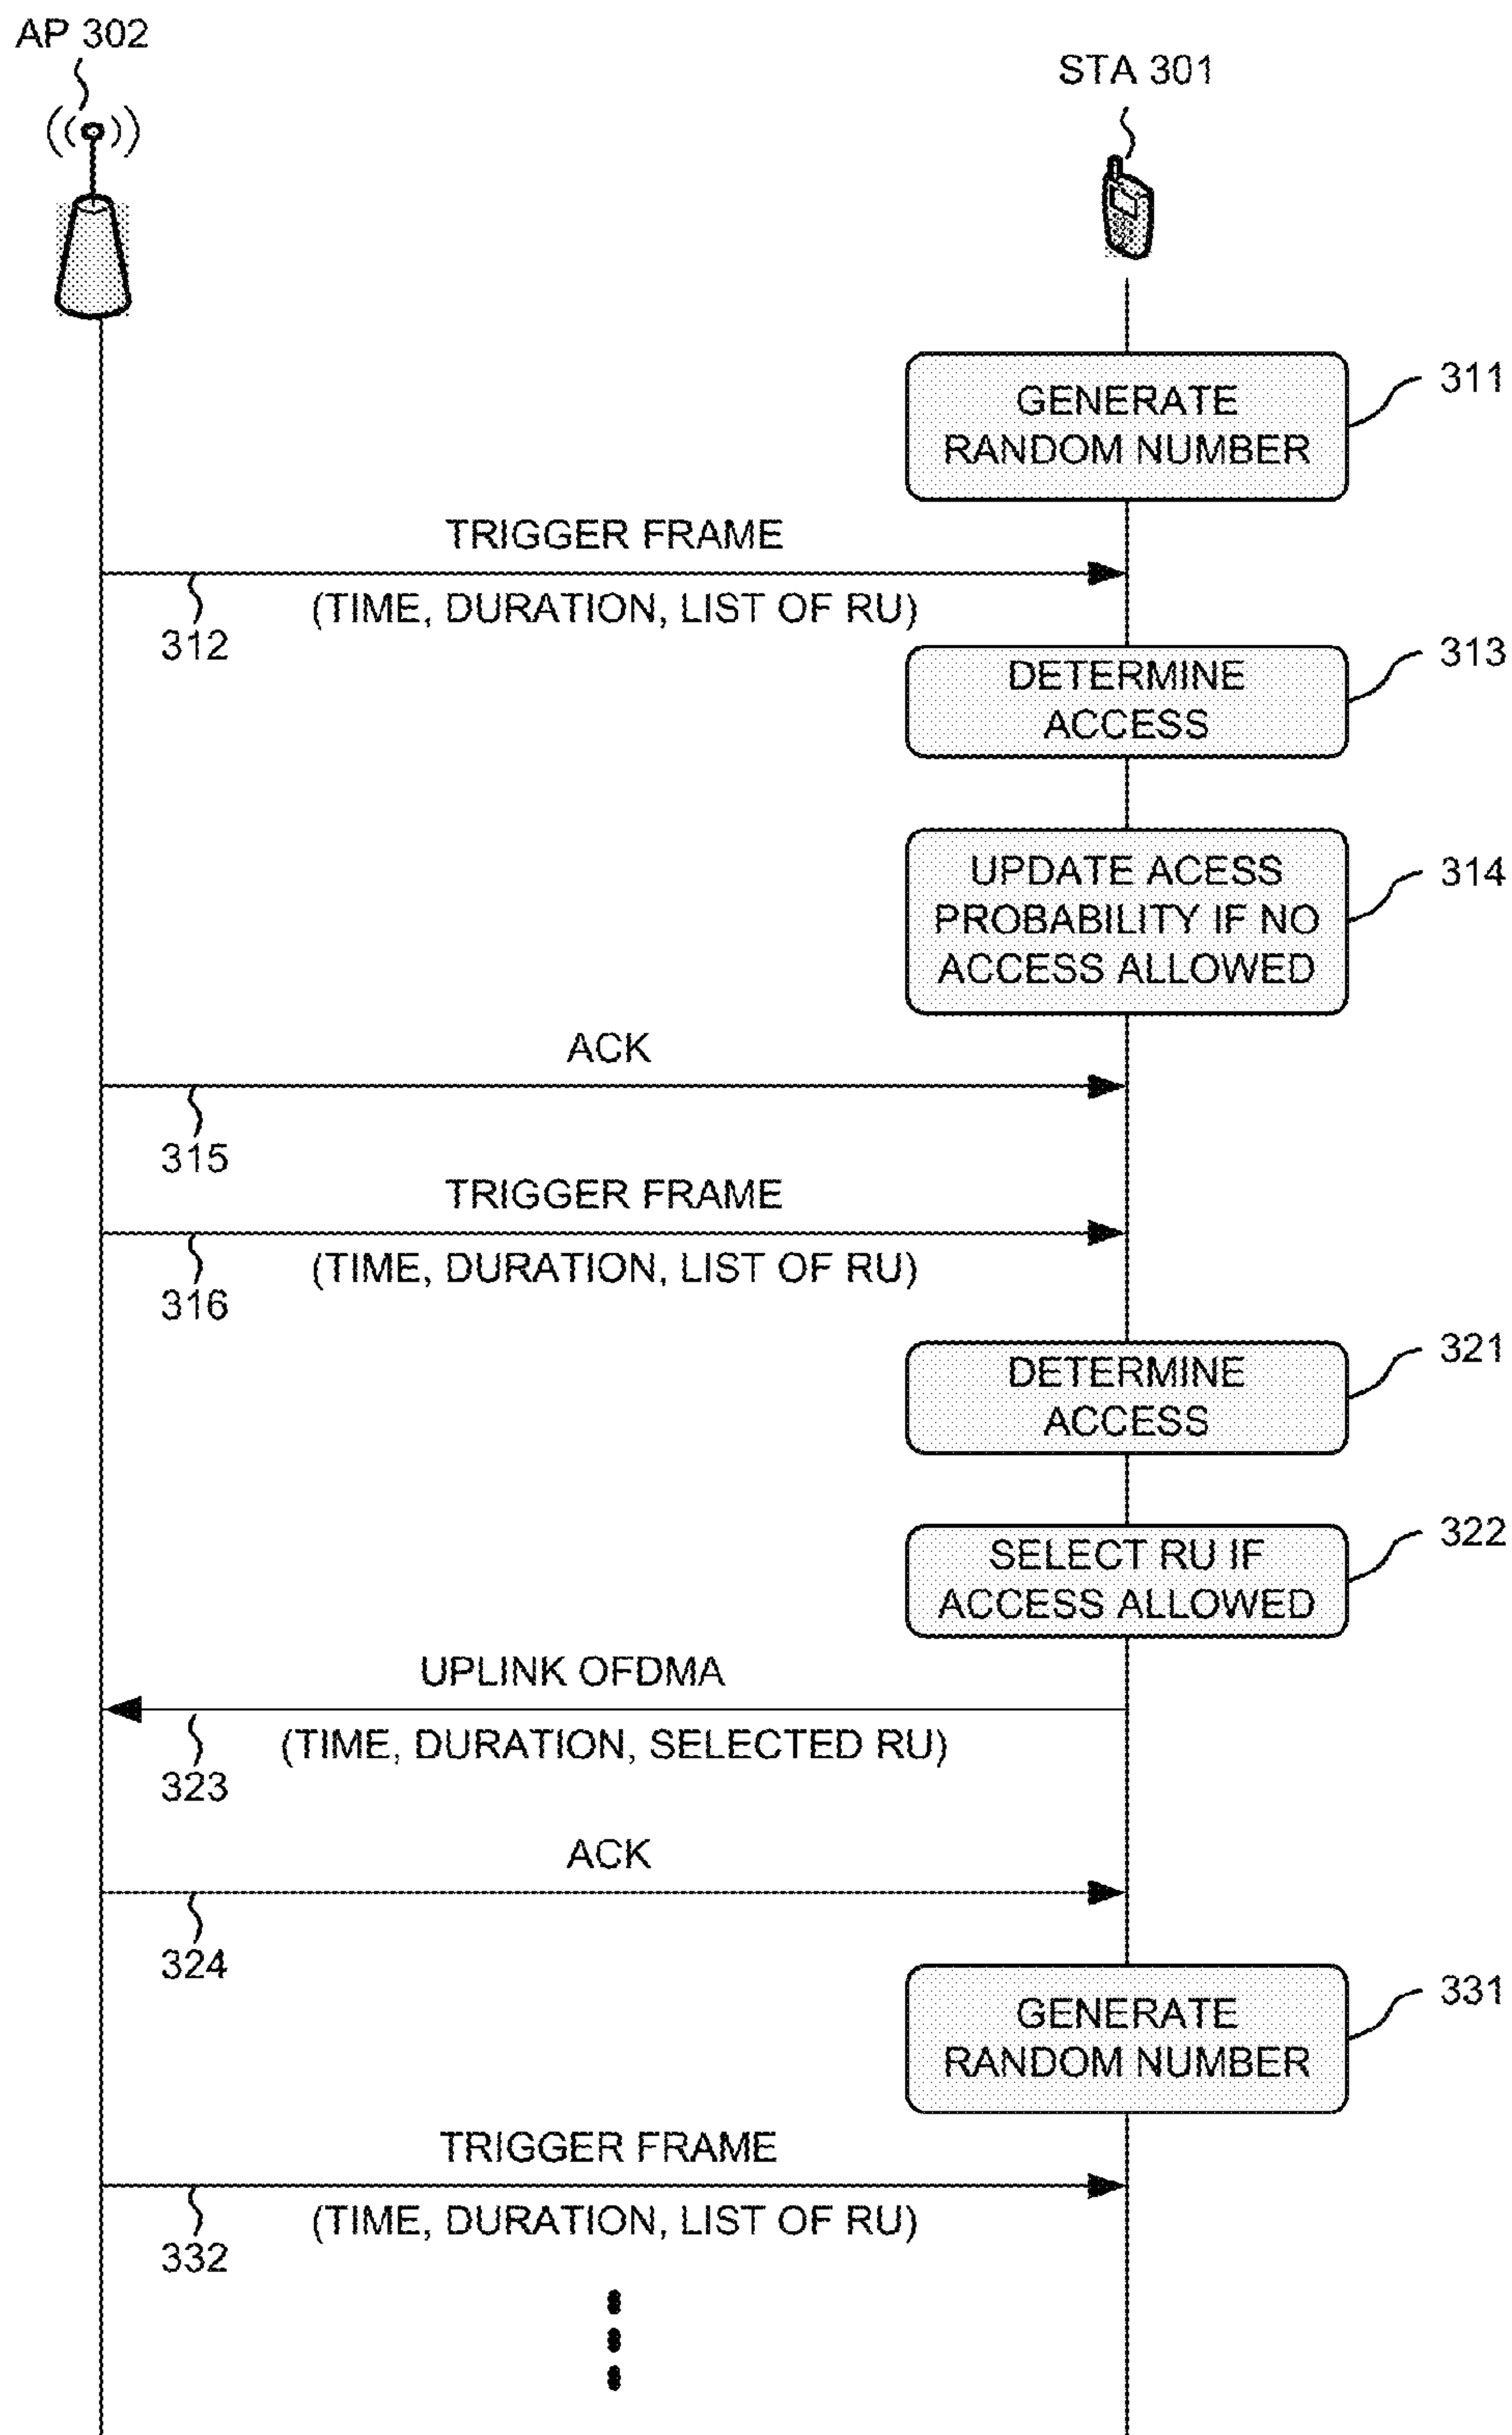 AP 302
STA 301
GENERATE
RANDOM NUMBER
311
TRIGGER FRAME
(TIME, DURATION, LIST OF RU)
312
DETERMINE
ACCESS
313
UPDATE ACESS
PROBABILITY IF NO
ACCESS ALLOWED
314
ACK
315
TRIGGER FRAME
(TIME, DURATION, LIST OF RU)
316
DETERMINE
ACCESS
321
SELECT RU IF
ACCESS ALLOWED
322
UPLINK OFDMA
(TIME, DURATION, SELECTED RU)
323
ACK
324
GENERATE
RANDOM NUMBER
331
TRIGGER FRAME
(TIME, DURATION, LIST OF RU)
332